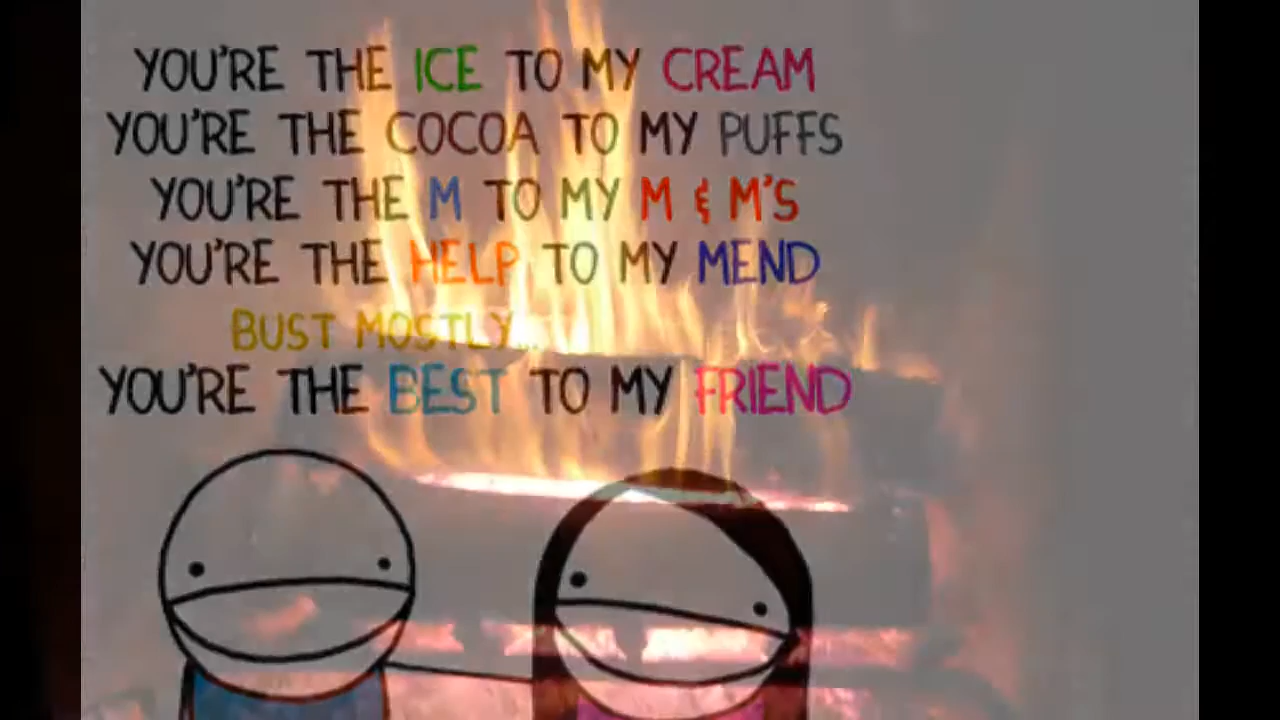 YOU'RE THE ICE TO MY CREAM
YOU'RE THE COCOA TO MY PUFFS
YOU'RE THE M TO MY M & M'S
YOU'RE THE HELP TO MY MEND
BUST MOSTLY...
YOU'RE THE BEST TO MY FRIEND